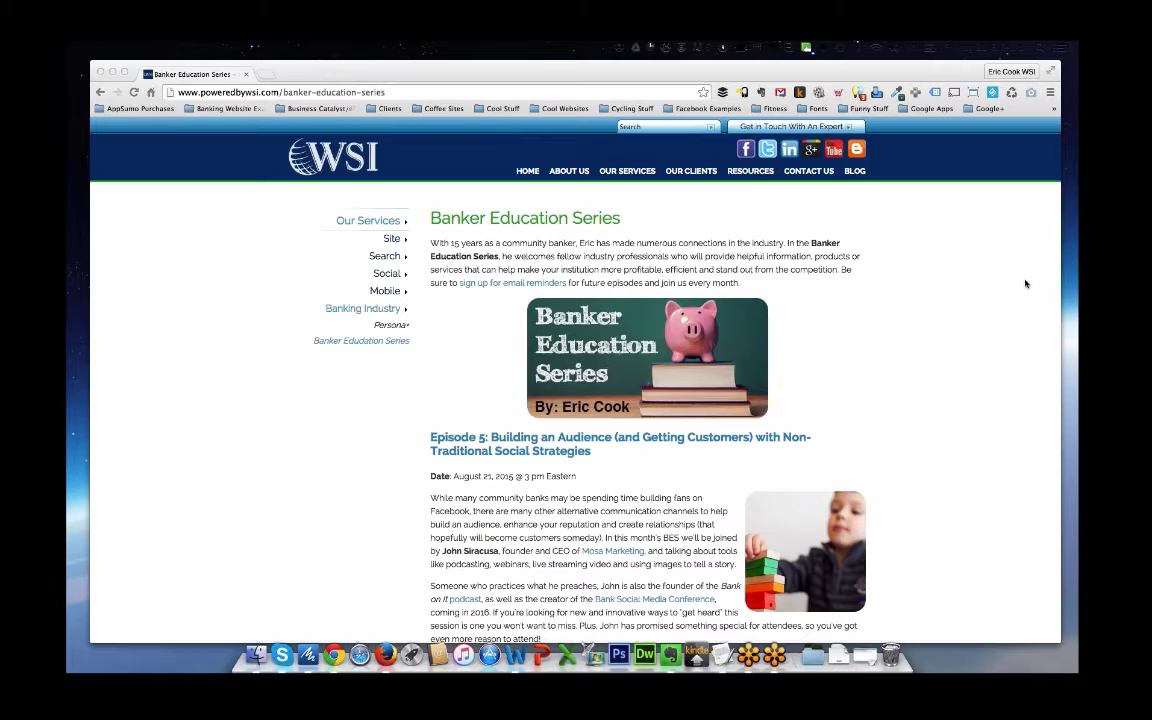 Banker Education Series -
Eric Cook WSI
www.poweredbywsi.com/banker-education-series
AppSumo Purchases
Banking Website Ex
Business Catalyst/e
Clients
Coffee Sites
Cool Stuff
Cool Websites
Cycling Stuff
Facebook Examples
Fitness
Fonts
Funny Stuff
Google Apps
Google+
Search
Get in Touch With An Expert
WSI
HOME ABOUT US OUR SERVICES OUR CLIENTS RESOURCES CONTACT US BLOG
Our Services
Site
Search
Social
Mobile
Banking Industry
Persona+
Banker Edudation Series
Banker Education Series
With 15 years as a community banker, Eric has made numerous connections in the industry. In the Banker
Education Series, he welcomes fellow industry professionals who will provide helpful information, products or
services that can help make your institution more profitable, efficient and stand out from the competition. Be
sure to sign up for email reminders for future episodes and join us every month.
Banker
Education
Series
By: Eric Cook
Episode 5: Building an Audience (and Getting Customers) with Non-
Traditional Social Strategies
Date: August 21, 2015 @ 3 pm Eastern
While many community banks may be spending time building fans on
Facebook, there are many other alternative communication channels to help
build an audience, enhance your reputation and create relationships (that
hopefully will become customers someday). In this month's BES we'll be joined
by John Siracusa, founder and CEO of Mosa Marketing, and talking about tools
like podcasting, webinars, live streaming video and using images to tell a story.
Someone who practices what he preaches, John is also the founder of the Bank
on It podcast, as well as the creator of the Bank Social Media Conference,
coming in 2016. If you're looking for new and innovative ways to "get heard" this
session is one you won't want to miss. Plus, John has promised something special for attendees, so you've got
even more reason to attend!
Ps
Dw
kindle